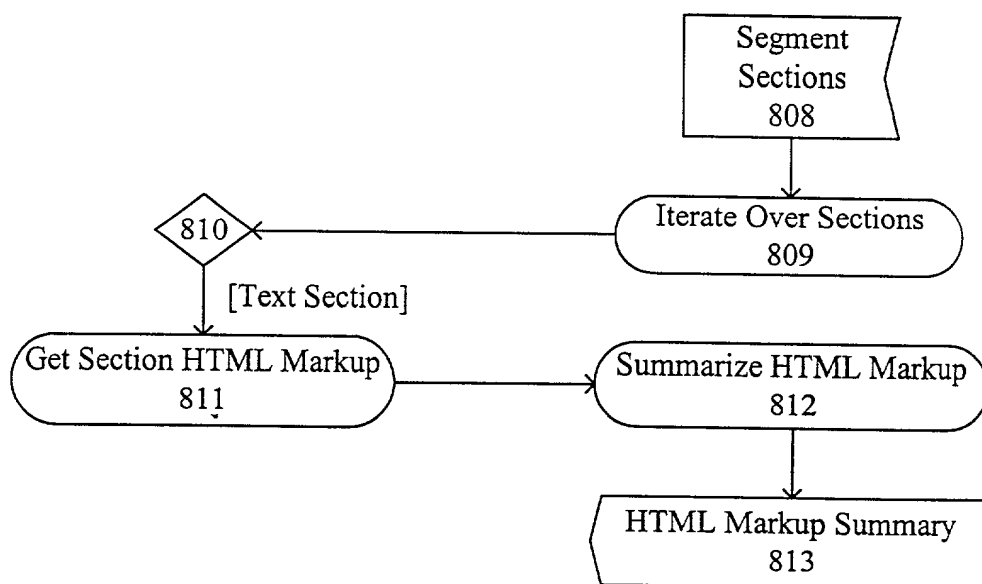 Segment
Sections
808
Iterate Over Sections
809
810
[Text Section]
Get Section HTML Markup
811
Summarize HTML Markup
812
HTML Markup Summary
813